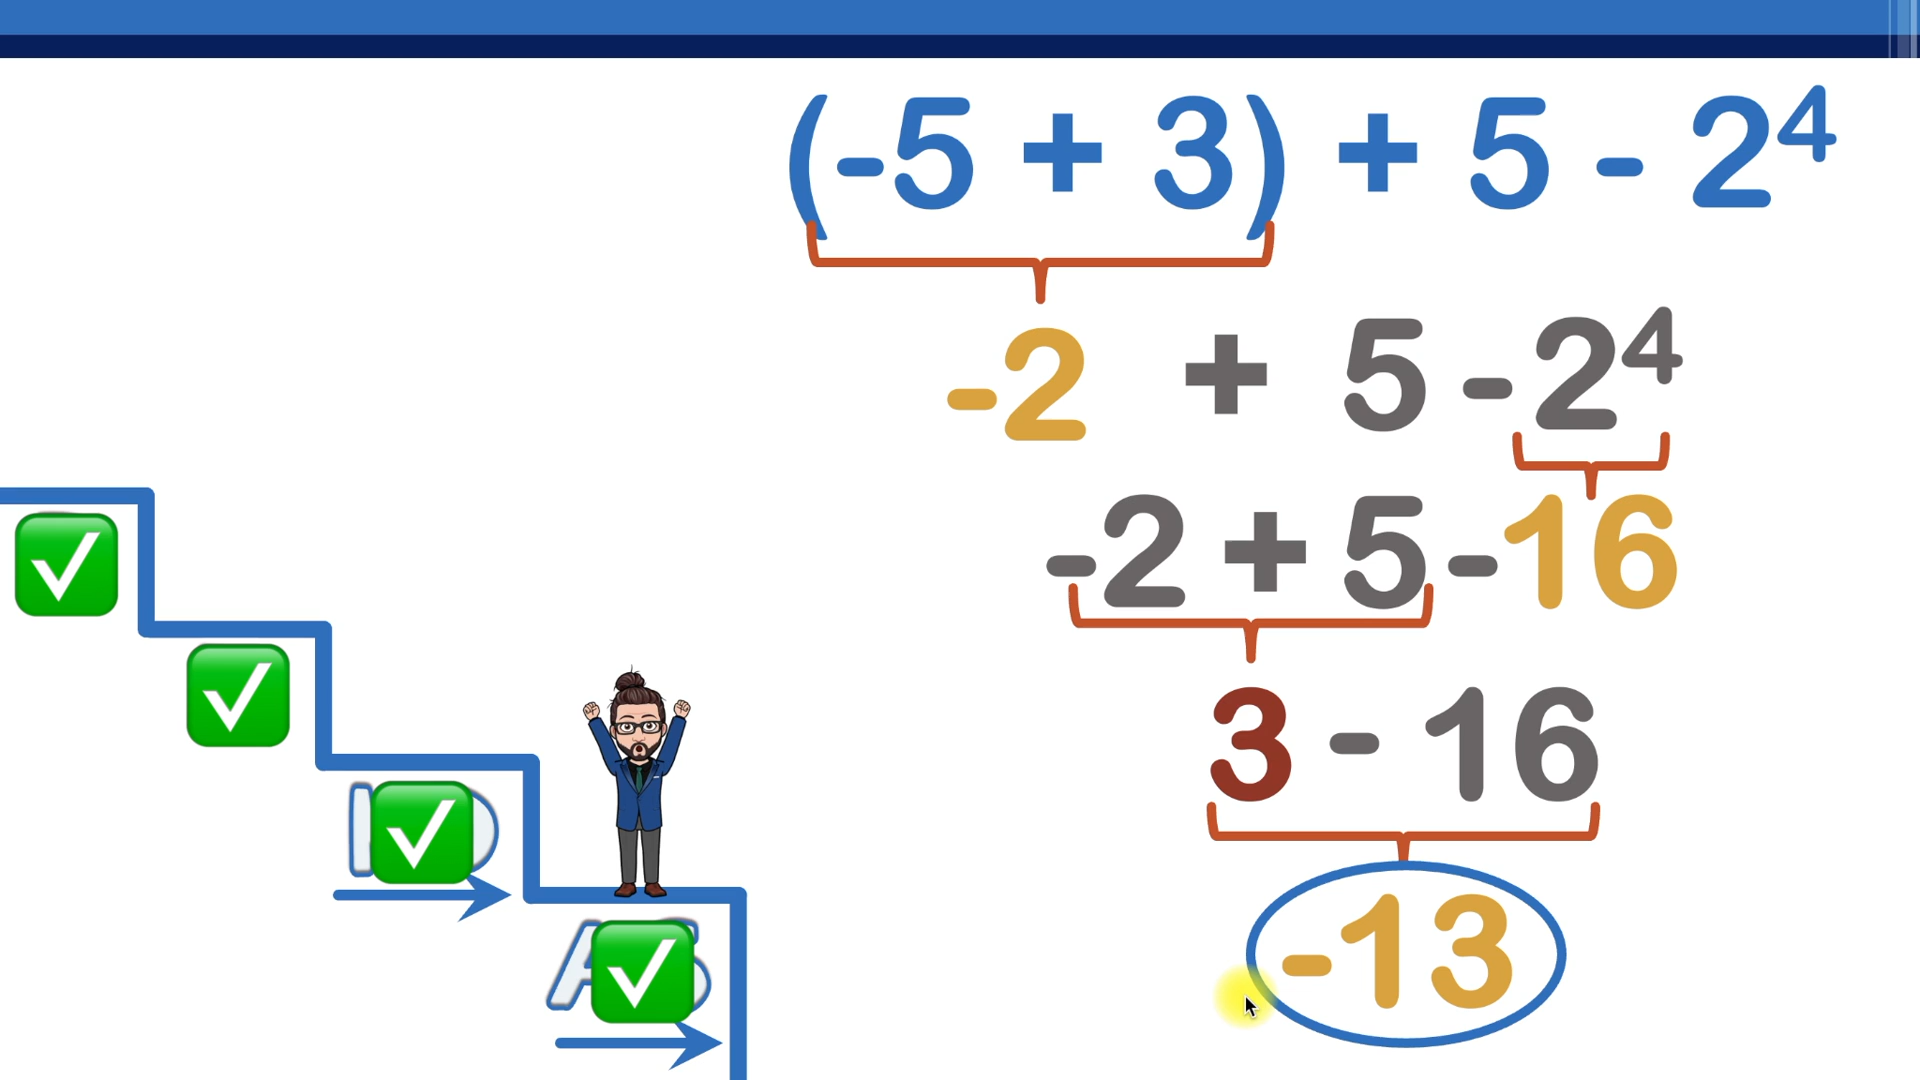 (-5 + 3) + 5 - 2⁴
-2 + 5 - 2⁴
-2 + 5 - 16
3 - 16
-13